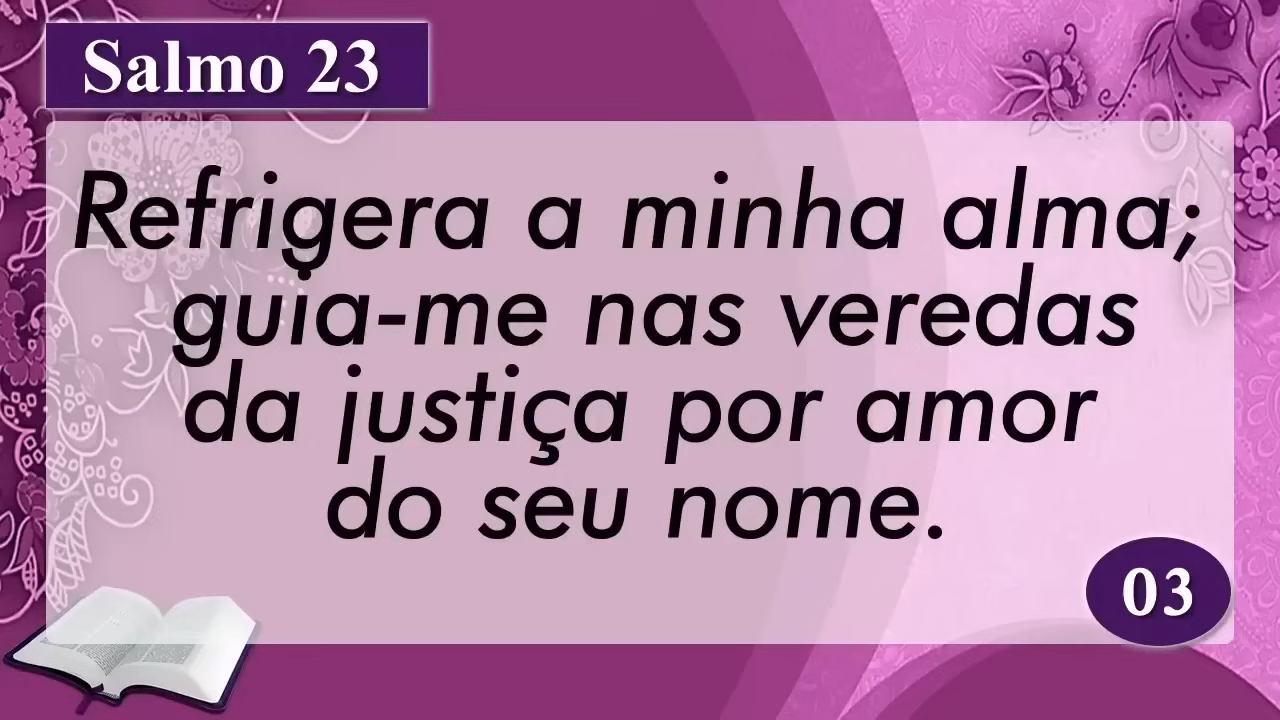 Salmo 23
Refrigera a minha alma;
guia-me nas veredas
da justiça por amor
do seu nome.
03